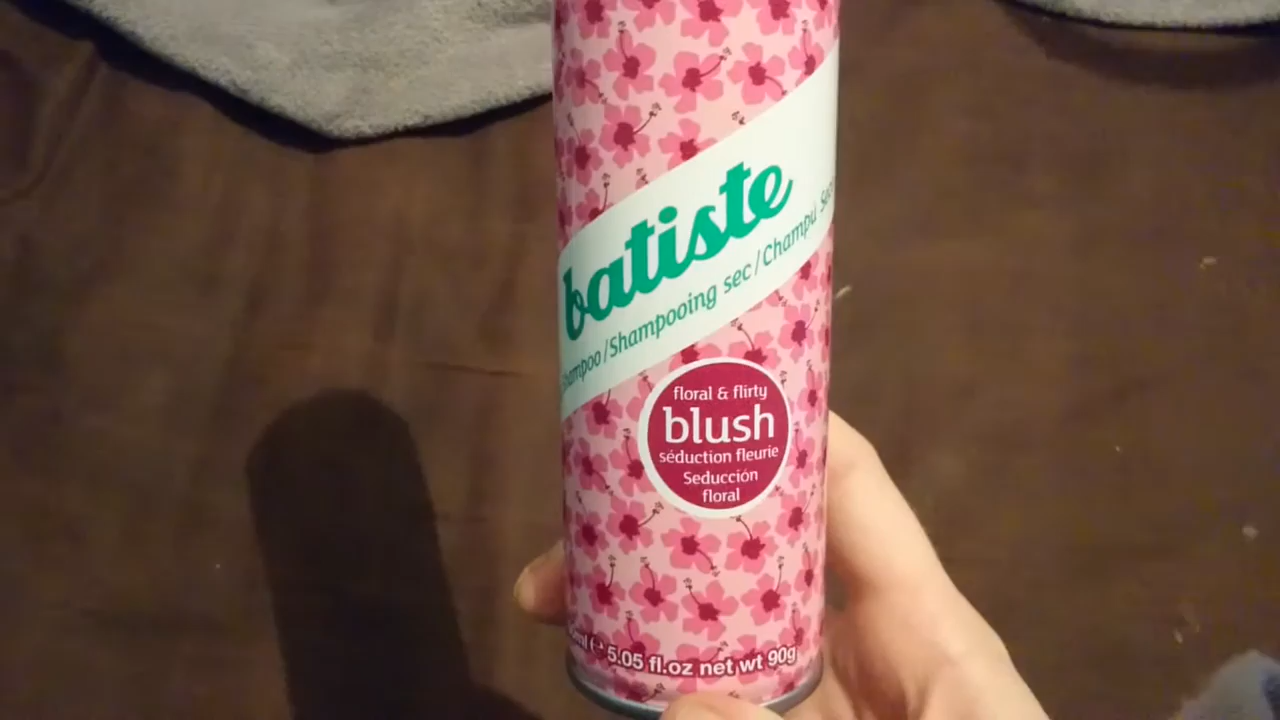 batiste
shampoo/Shampooing sec/Champú Seco
floral & flirty
blush
séduction fleurie
Seducción
floral
5.05 fl.oz net wt 90g